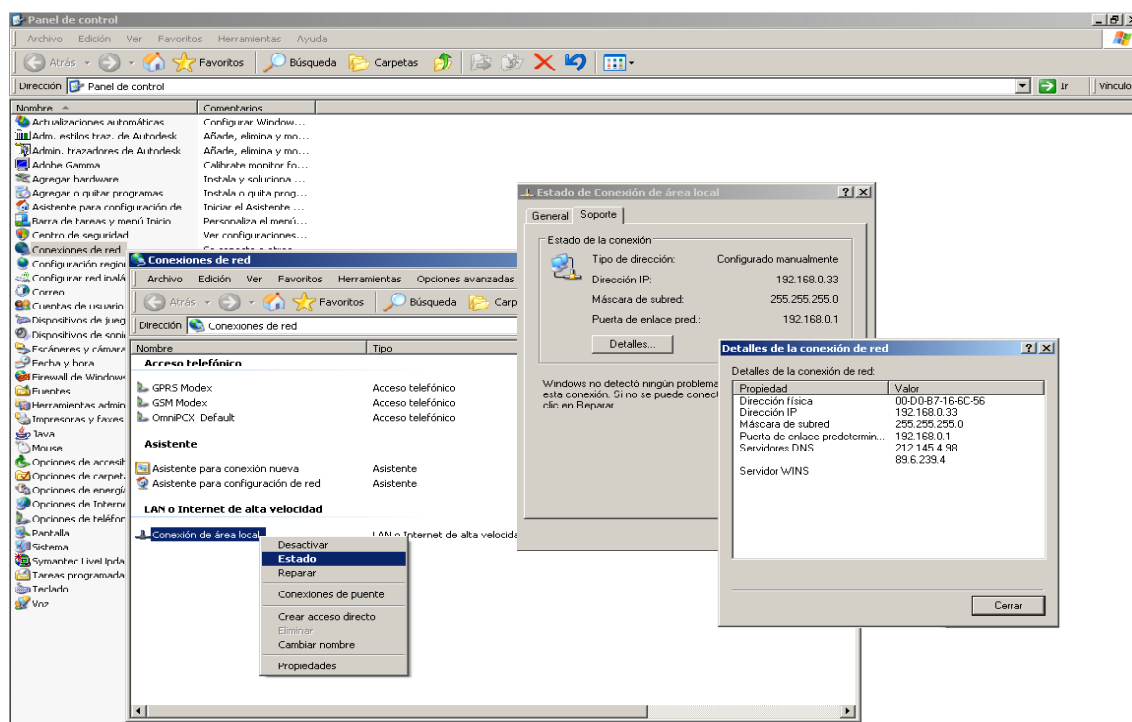 Panel de control
Archivo Edición Ver Favoritos Herramientas Ayuda
Atrás Favoritos Búsqueda Carpetas
Dirección Panel de control Ir Vínculo
Nombre Comentarios
Actualizaciones automáticas Configurar Window...
Adm. estilos traz. de Autodesk Añade, elimina y mo...
Admin. trazadores de Autodesk Añade, elimina y mo...
Adobe Gamma Calibrate monitor fo...
Agregar hardware Instala y soluciona ...
Agregar o quitar programas Instala o quita prog...
Asistente para configuración de Iniciar el Asistente ...
Barra de tareas y menú Inicio Personaliza el menú...
Centro de seguridad Ver configuraciones...
Conexiones de red Se conecta a otros
Configuración region
Configurar red inalá
Correo
Cuentas de usuario
Dispositivos de jueg
Dispositivos de soni
Escáneres y cámara
Fecha y hora
Firewall de Windows
Fuentes
Herramientas admin
Impresoras y faxes
Java
Mouse
Opciones de accesib
Opciones de carpet
Opciones de energí
Opciones de Interne
Opciones de teléfon
Pantalla
Sistema
Symantec LiveUpda
Tareas programada
Teclado
Voz
Conexiones de red
Archivo Edición Ver Favoritos Herramientas Opciones avanzadas
Atrás Favoritos Búsqueda Carp
Dirección Conexiones de red
Nombre Tipo
Acceso telefónico
GPRS Modex Acceso telefónico
GSM Modex Acceso telefónico
OmniPCX Default Acceso telefónico
Asistente
Asistente para conexión nueva Asistente
Asistente para configuración de red Asistente
LAN o Internet de alta velocidad
Conexión de área local LAN o Internet de alta velocida
Desactivar
Estado
Reparar
Conexiones de puente
Crear acceso directo
Eliminar
Cambiar nombre
Propiedades
Estado de Conexión de área local
General Soporte
Estado de la conexión
Tipo de dirección: Configurado manualmente
Dirección IP: 192.168.0.33
Máscara de subred: 255.255.255.0
Puerta de enlace pred.: 192.168.0.1
Detalles...
Windows no detectó ningún problema
esta conexión. Si no se puede conect
clic en Reparar.
Detalles de la conexión de red
Detalles de la conexión de red:
Propiedad Valor
Dirección física 00-D0-B7-16-6C-56
Dirección IP 192.168.0.33
Máscara de subred 255.255.255.0
Puerta de enlace predetermin... 192.168.0.1
Servidores DNS 212.145.4.98
89.6.239.4
Servidor WINS
Cerrar